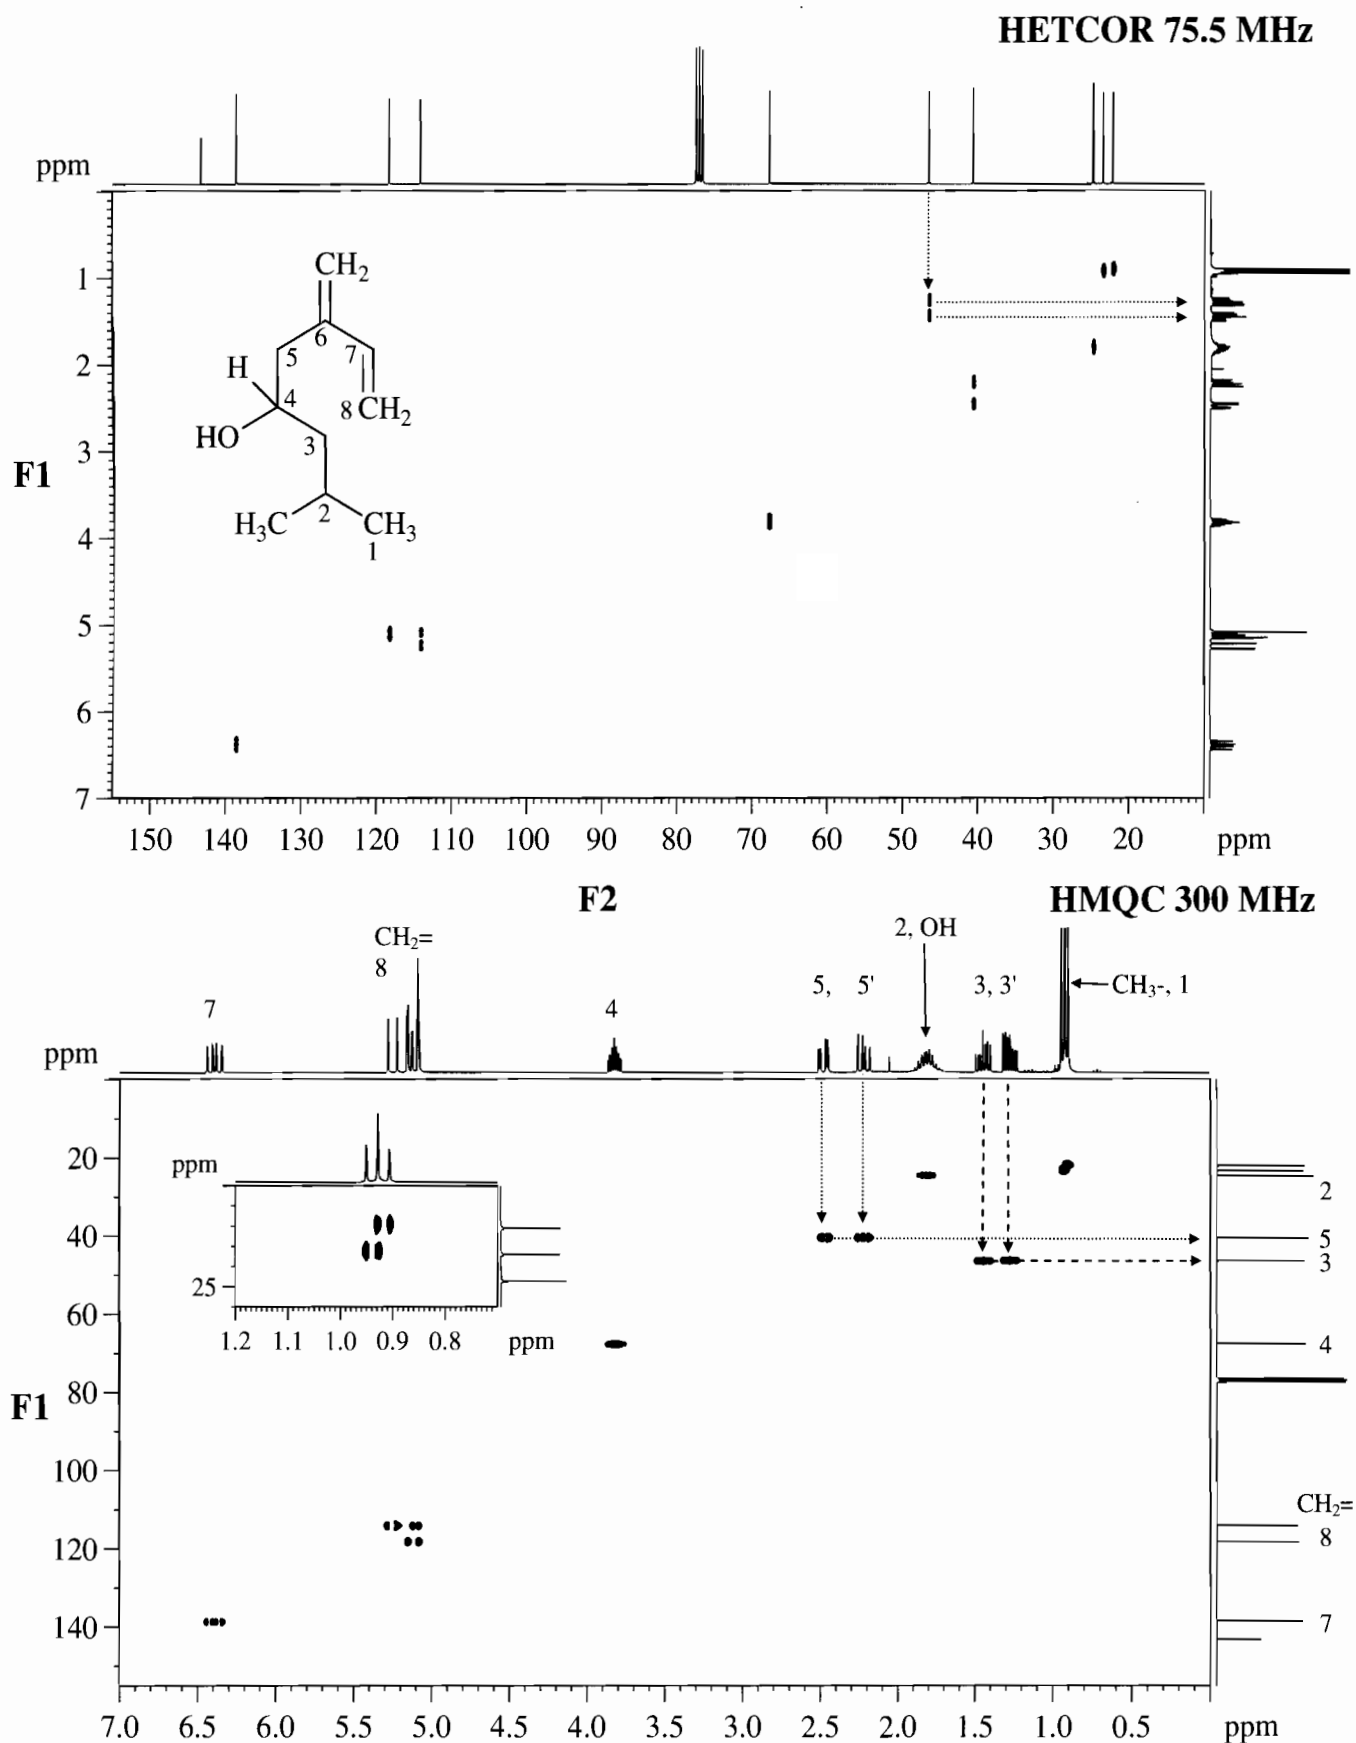 HETCOR 75.5 MHz
ppm
1
2
3
4
5
6
7
F1
CH₂
6
5
7
H
4
8 CH₂
HO
3
2
H₃C
CH₃
1
150 140 130 120 110 100 90 80 70 60 50 40 30 20 ppm
F2
HMQC 300 MHz
CH₂=
8
7
4
5, 5'
2, OH
3, 3'
CH₃-, 1
ppm
20
40
60
80
100
120
140
F1
ppm
25
1.2 1.1 1.0 0.9 0.8 ppm
2
5
3
4
CH₂=
8
7
7.0 6.5 6.0 5.5 5.0 4.5 4.0 3.5 3.0 2.5 2.0 1.5 1.0 0.5 ppm